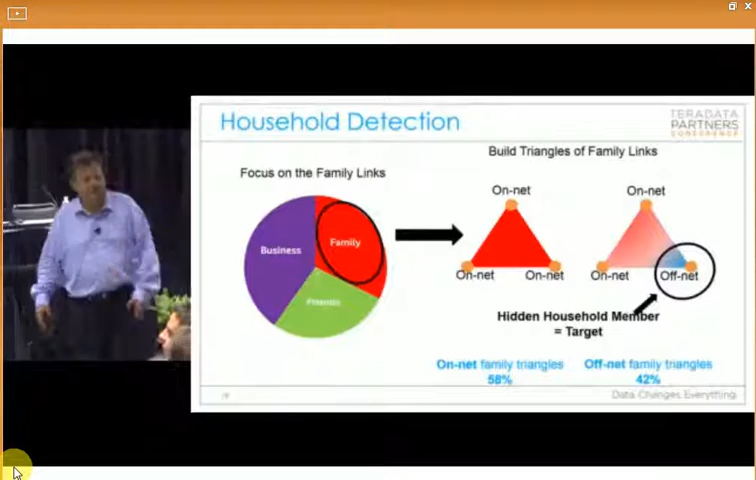 Household Detection
TERADATA
PARTNERS
CONFERENCE
Build Triangles of Family Links
Focus on the Family Links
On-net
On-net
Business
Family
Friends
On-net
On-net
On-net
Off-net
Hidden Household Member
= Target
On-net family triangles
58%
Off-net family triangles
42%
Data Changes Everything.